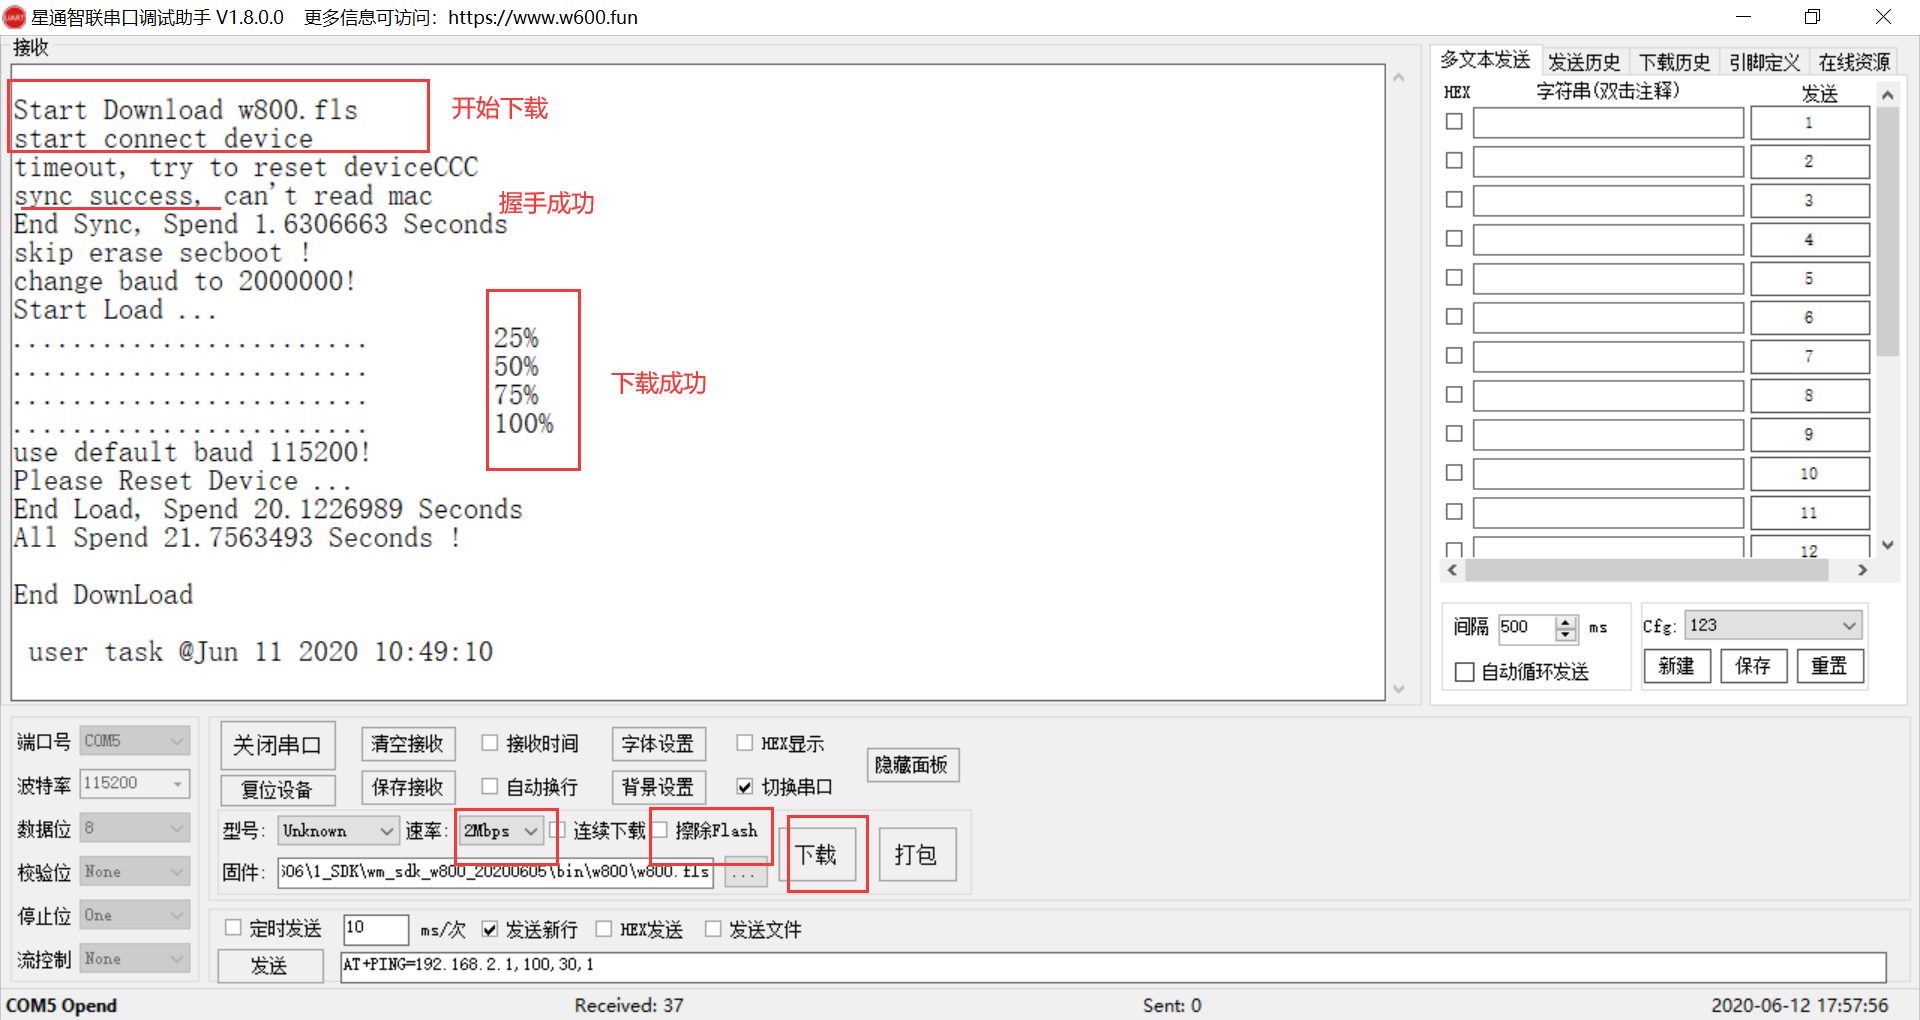 UART 星通智联串口调试助手 V1.8.0.0 更多信息可访问：https://www.w600.fun
接收
Start Download w800.fls
开始下载
start connect device
timeout, try to reset deviceCCC
sync success, can't read mac
握手成功
End Sync, Spend 1.6306663 Seconds
skip erase secboot !
change baud to 2000000!
Start Load ...
........................ 25%
........................ 50%
........................ 75%
........................ 100%
下载成功
use default baud 115200!
Please Reset Device ...
End Load, Spend 20.1226989 Seconds
All Spend 21.7563493 Seconds !
End DownLoad
user task @Jun 11 2020 10:49:10
多文本发送 发送历史 下载历史 引脚定义 在线资源
HEX 字符串(双击注释) 发送
1
2
3
4
5
6
7
8
9
10
11
12
间隔 500 ms
自动循环发送
Cfg: 123
新建 保存 重置
端口号 COM5
波特率 115200
数据位 8
校验位 None
停止位 One
流控制 None
关闭串口 清空接收 接收时间 字体设置 HEX显示
复位设备 保存接收 自动换行 背景设置 切换串口
隐藏面板
型号: Unknown 速率: 2Mbps 连续下载 擦除Flash
固件: 506\1_SDK\wm_sdk_w800_20200605\bin\w800\w800.fls ...
下载 打包
定时发送 10 ms/次 发送新行 HEX发送 发送文件
发送 AT+PING=192.168.2.1,100,30,1
COM5 Opend Received: 37 Sent: 0 2020-06-12 17:57:56